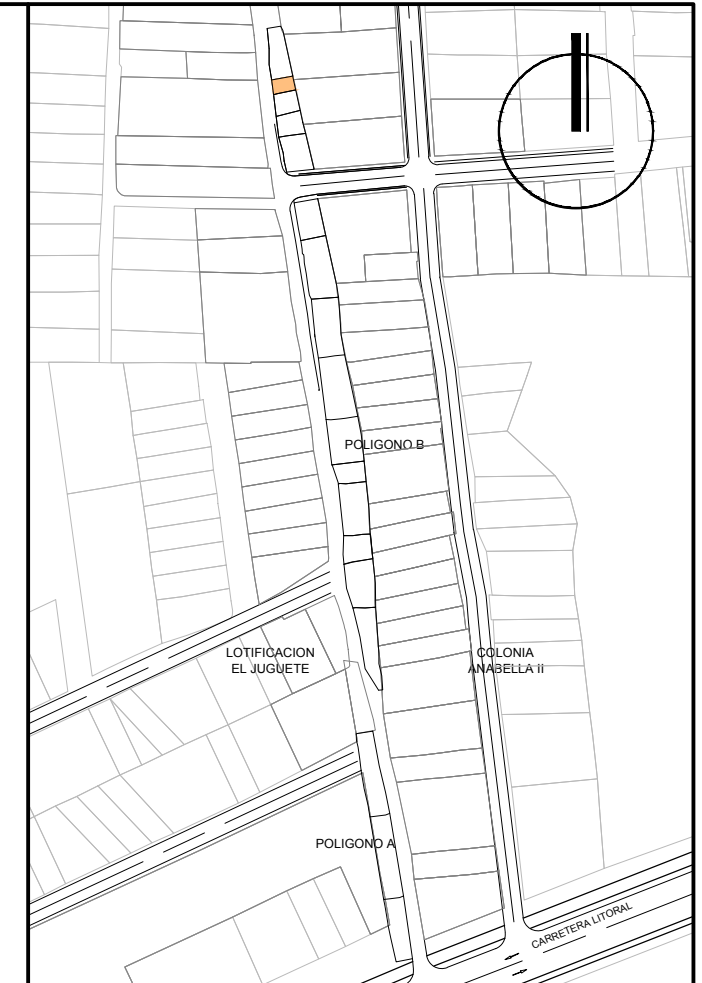 POLIGONO B
LOTIFICACION
EL JUGUETE
COLONIA
ANABELLA II
POLIGONO A
CARRETERA LITORAL